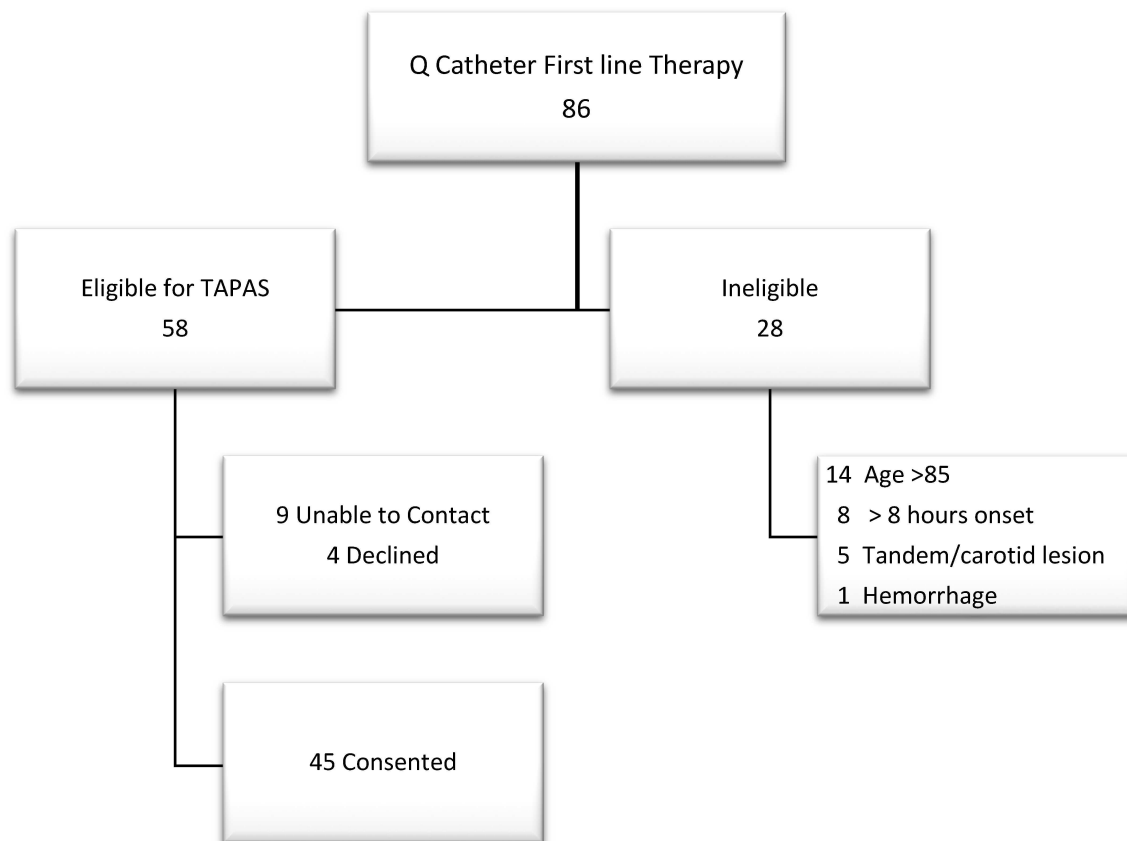 Q Catheter First line Therapy
86
Eligible for TAPAS
58
Ineligible
28
9 Unable to Contact
4 Declined
14 Age >85
8 > 8 hours onset
5 Tandem/carotid lesion
1 Hemorrhage
45 Consented